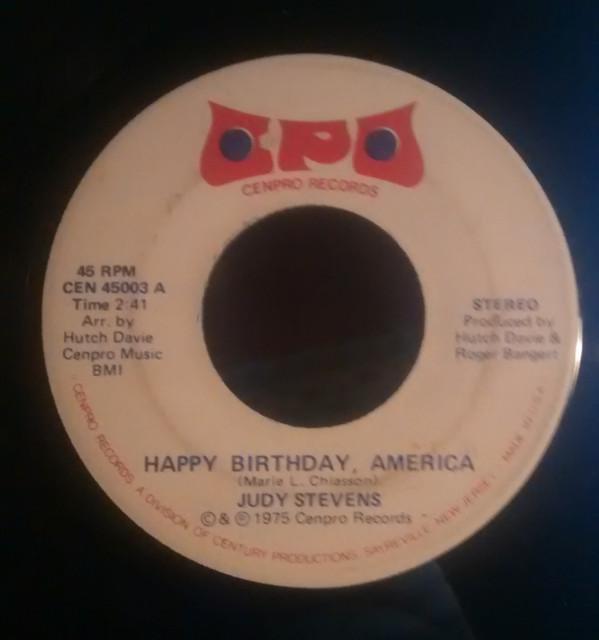 CPO
CENPRO RECORDS
45 RPM
CEN 45003 A
Time 2:41
Arr. by
Hutch Davie
Cenpro Music
BMI
STEREO
Produced by
Hutch Davie &
Roger Bangert
HAPPY BIRTHDAY, AMERICA
(Marie L. Chiasson)
JUDY STEVENS
© & ℗ 1975 Cenpro Records
CENPRO RECORDS A DIVISION OF CENTURY PRODUCTIONS, SAYREVILLE, NEW JERSEY MADE IN U.S.A.